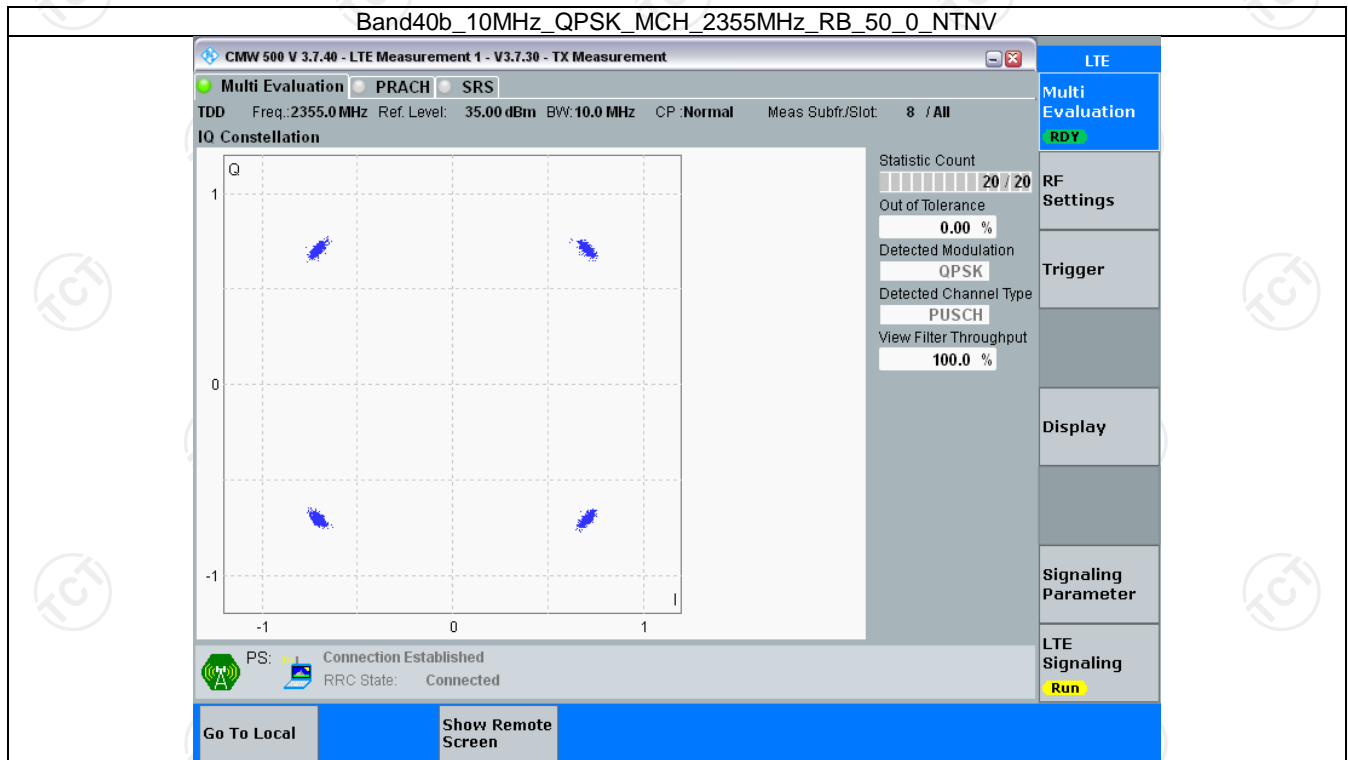 Band40b_10MHz_QPSK_MCH_2355MHz_RB_50_0_NTNV
CMW 500 V 3.7.40 - LTE Measurement 1 - V3.7.30 - TX Measurement
LTE
Multi Evaluation PRACH SRS
Multi
Evaluation
RDY
TDD Freq.:2355.0 MHz Ref. Level: 35.00 dBm BW:10.0 MHz CP :Normal Meas Subfr./Slot: 8 / All
IQ Constellation
Q
1
0
-1
I
-1 0 1
Statistic Count
20 / 20
Out of Tolerance
0.00 %
Detected Modulation
QPSK
Detected Channel Type
PUSCH
View Filter Throughput
100.0 %
RF
Settings
Trigger
Display
Signaling
Parameter
LTE
Signaling
Run
PS: Connection Established
RRC State: Connected
Go To Local
Show Remote
Screen
TCT
TCT
TCT
TCT